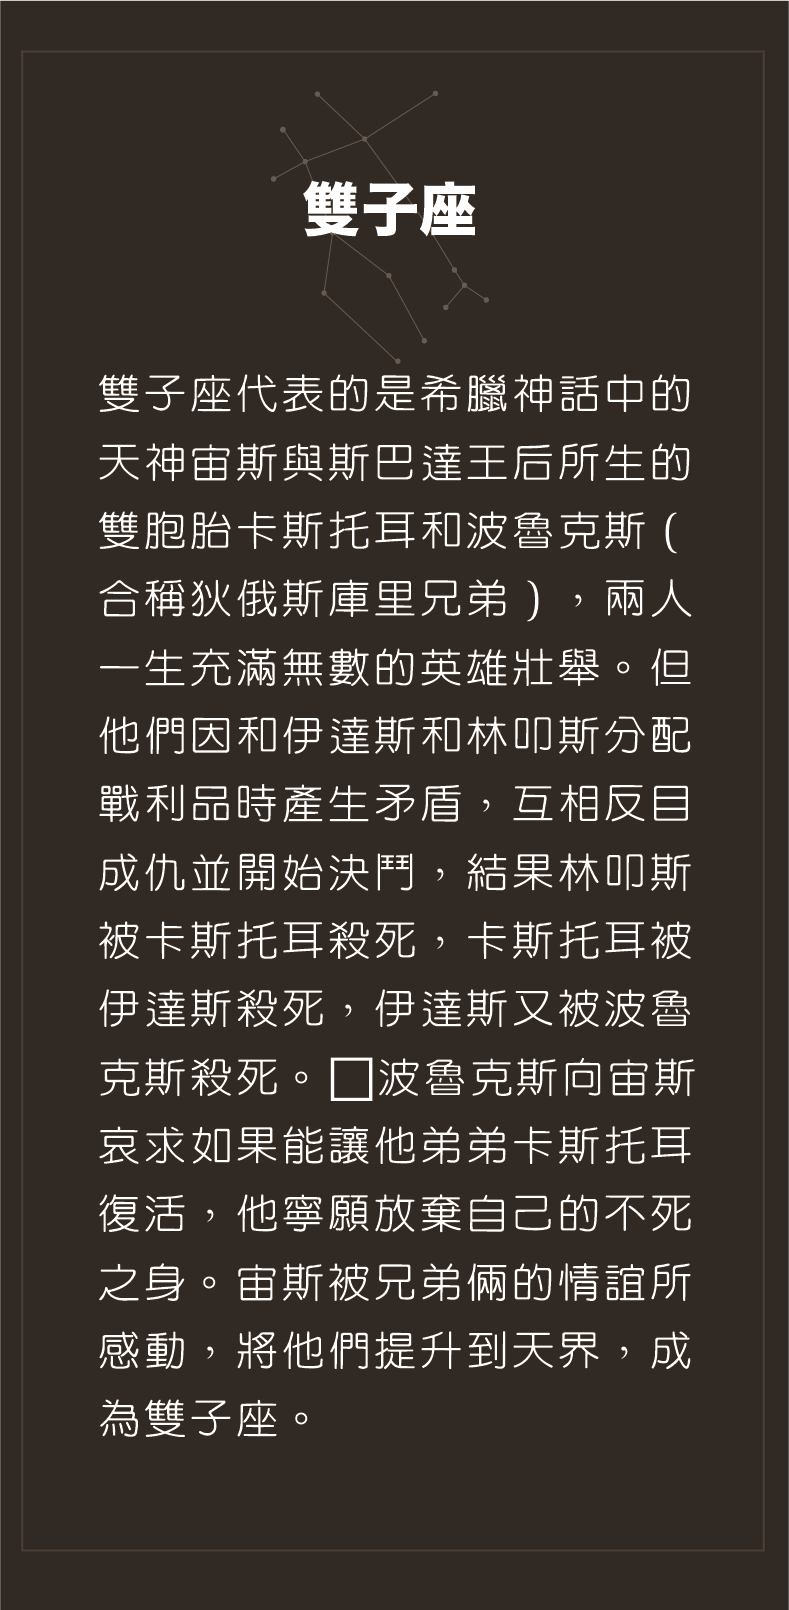 雙子座
雙子座代表的是希臘神話中的
天神宙斯與斯巴達王后所生的
雙胞胎卡斯托耳和波魯克斯（
合稱狄俄斯庫里兄弟），兩人
一生充滿無數的英雄壯舉。但
他們因和伊達斯和林叩斯分配
戰利品時產生矛盾，互相反目
成仇並開始決鬥，結果林叩斯
被卡斯托耳殺死，卡斯托耳被
伊達斯殺死，伊達斯又被波魯
克斯殺死。□波魯克斯向宙斯
哀求如果能讓他弟弟卡斯托耳
復活，他寧願放棄自己的不死
之身。宙斯被兄弟倆的情誼所
感動，將他們提升到天界，成
為雙子座。